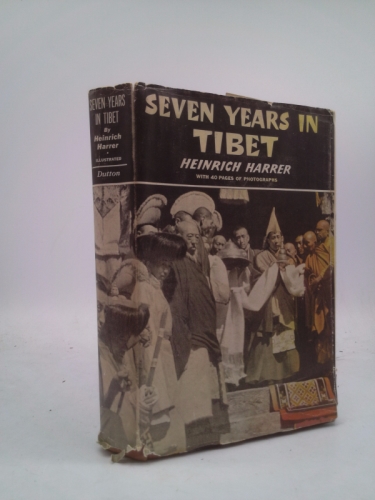 SEVEN YEARS
IN TIBET
By
Heinrich
Harrer
ILLUSTRATED
Dutton
SEVEN YEARS IN
TIBET
HEINRICH HARRER
WITH 40 PAGES OF PHOTOGRAPHS